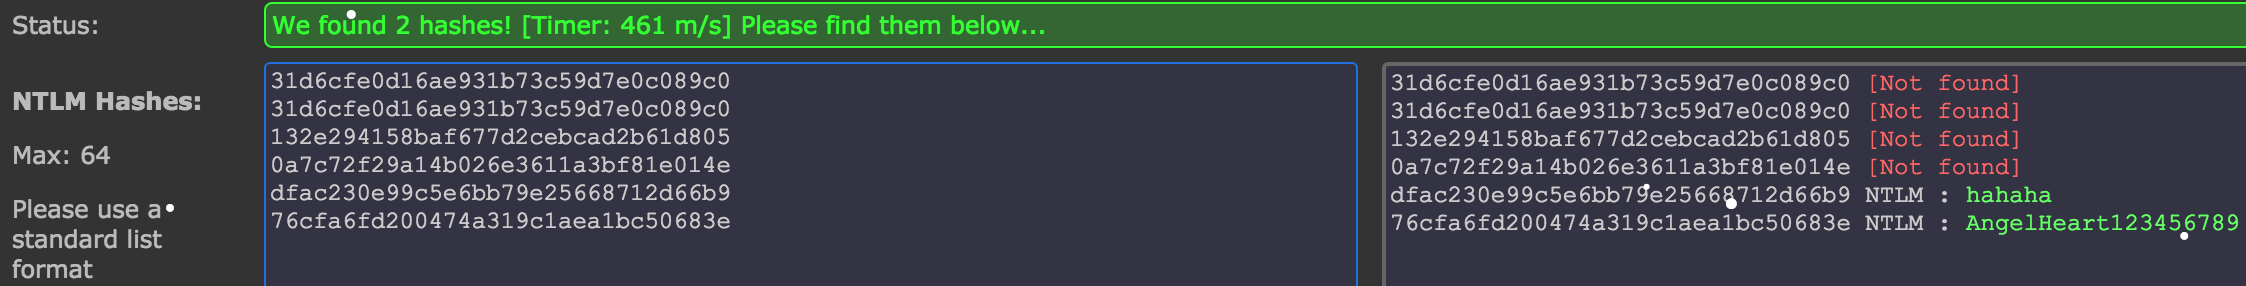 Status:
We found 2 hashes! [Timer: 461 m/s] Please find them below...
NTLM Hashes:
Max: 64
Please use a
standard list
format
31d6cfe0d16ae931b73c59d7e0c089c0
31d6cfe0d16ae931b73c59d7e0c089c0
132e294158baf677d2cebcad2b61d805
0a7c72f29a14b026e3611a3bf81e014e
dfac230e99c5e6bb79e25668712d66b9
76cfa6fd200474a319c1aea1bc50683e
31d6cfe0d16ae931b73c59d7e0c089c0 [Not found]
31d6cfe0d16ae931b73c59d7e0c089c0 [Not found]
132e294158baf677d2cebcad2b61d805 [Not found]
0a7c72f29a14b026e3611a3bf81e014e [Not found]
dfac230e99c5e6bb79e25668712d66b9 NTLM : hahaha
76cfa6fd200474a319c1aea1bc50683e NTLM : AngelHeart123456789